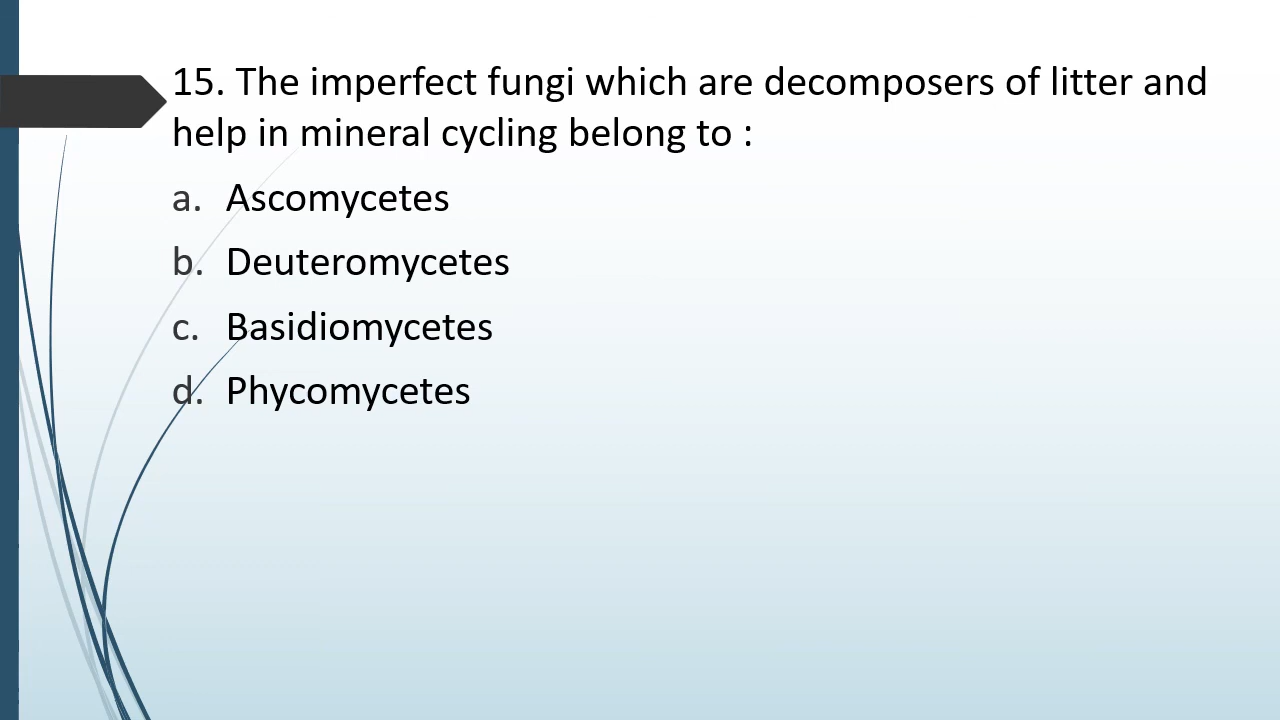 15. The imperfect fungi which are decomposers of litter and
help in mineral cycling belong to :
a. Ascomycetes
b. Deuteromycetes
c. Basidiomycetes
d. Phycomycetes